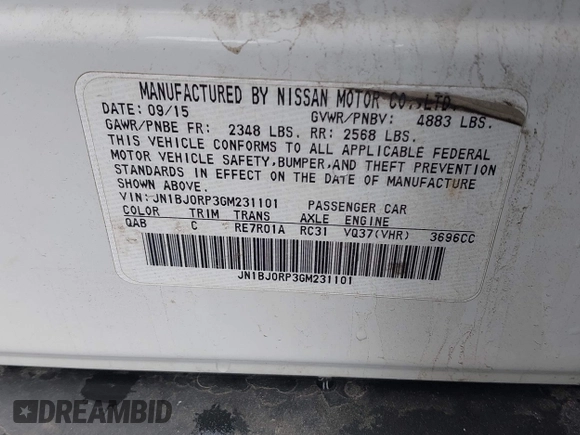 MANUFACTURED BY NISSAN MOTOR CO.,LTD.
DATE: 09/15 GVWR/PNBV: 4883 LBS.
GAWR/PNBE FR: 2348 LBS. RR: 2568 LBS.
THIS VEHICLE CONFORMS TO ALL APPLICABLE FEDERAL
MOTOR VEHICLE SAFETY,BUMPER,AND THEFT PREVENTION
STANDARDS IN EFFECT ON THE DATE OF MANUFACTURE
SHOWN ABOVE.
VIN: JN1BJ0RP3GM231101 PASSENGER CAR
COLOR TRIM TRANS AXLE ENGINE
QAB C RE7R01A RC31 VQ37(VHR) 3696CC
JN1BJ0RP3GM231101
DREAMBID